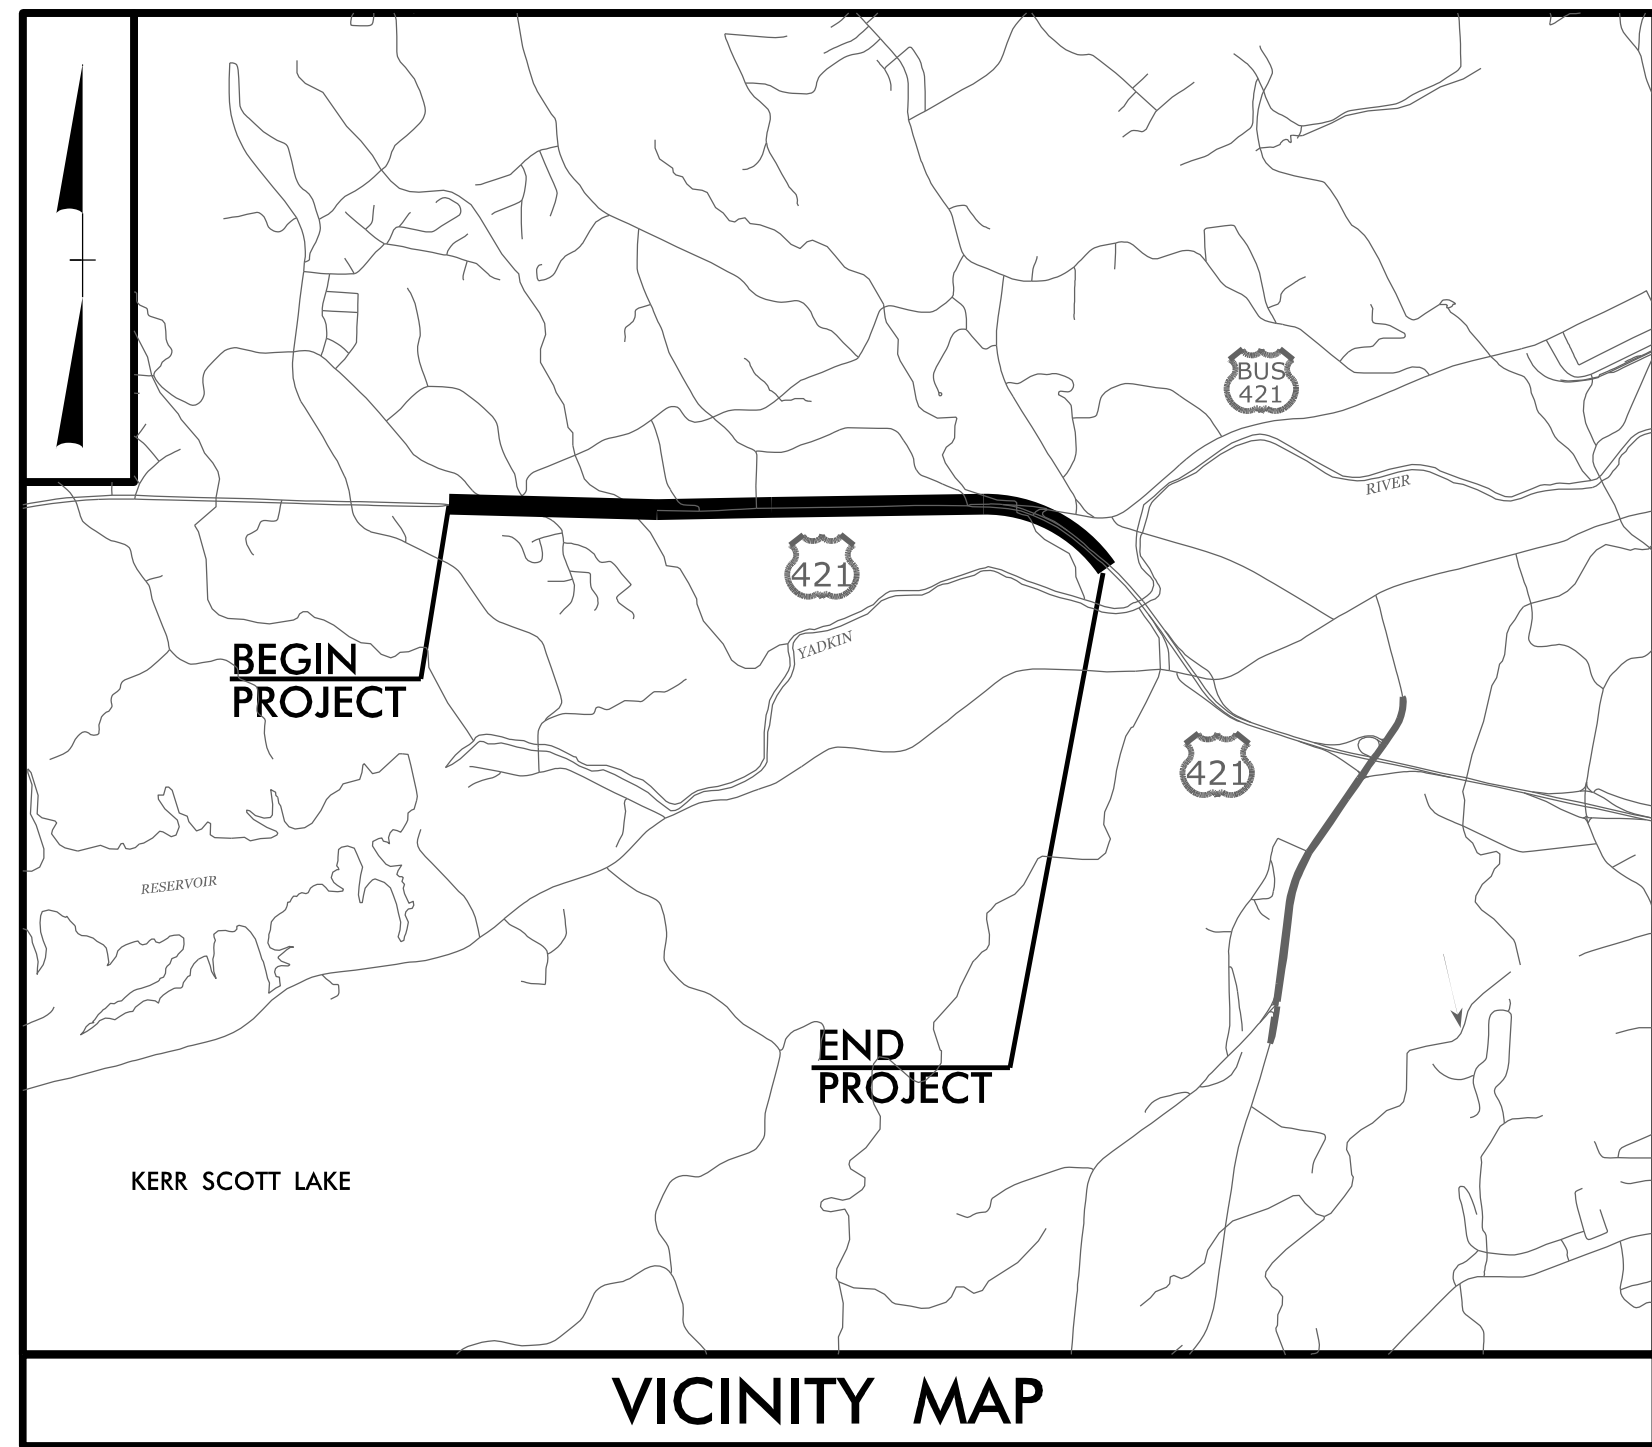 BUS
421
RIVER
421
YADKIN
BEGIN
PROJECT
421
RESERVOIR
END
PROJECT
KERR SCOTT LAKE
VICINITY MAP